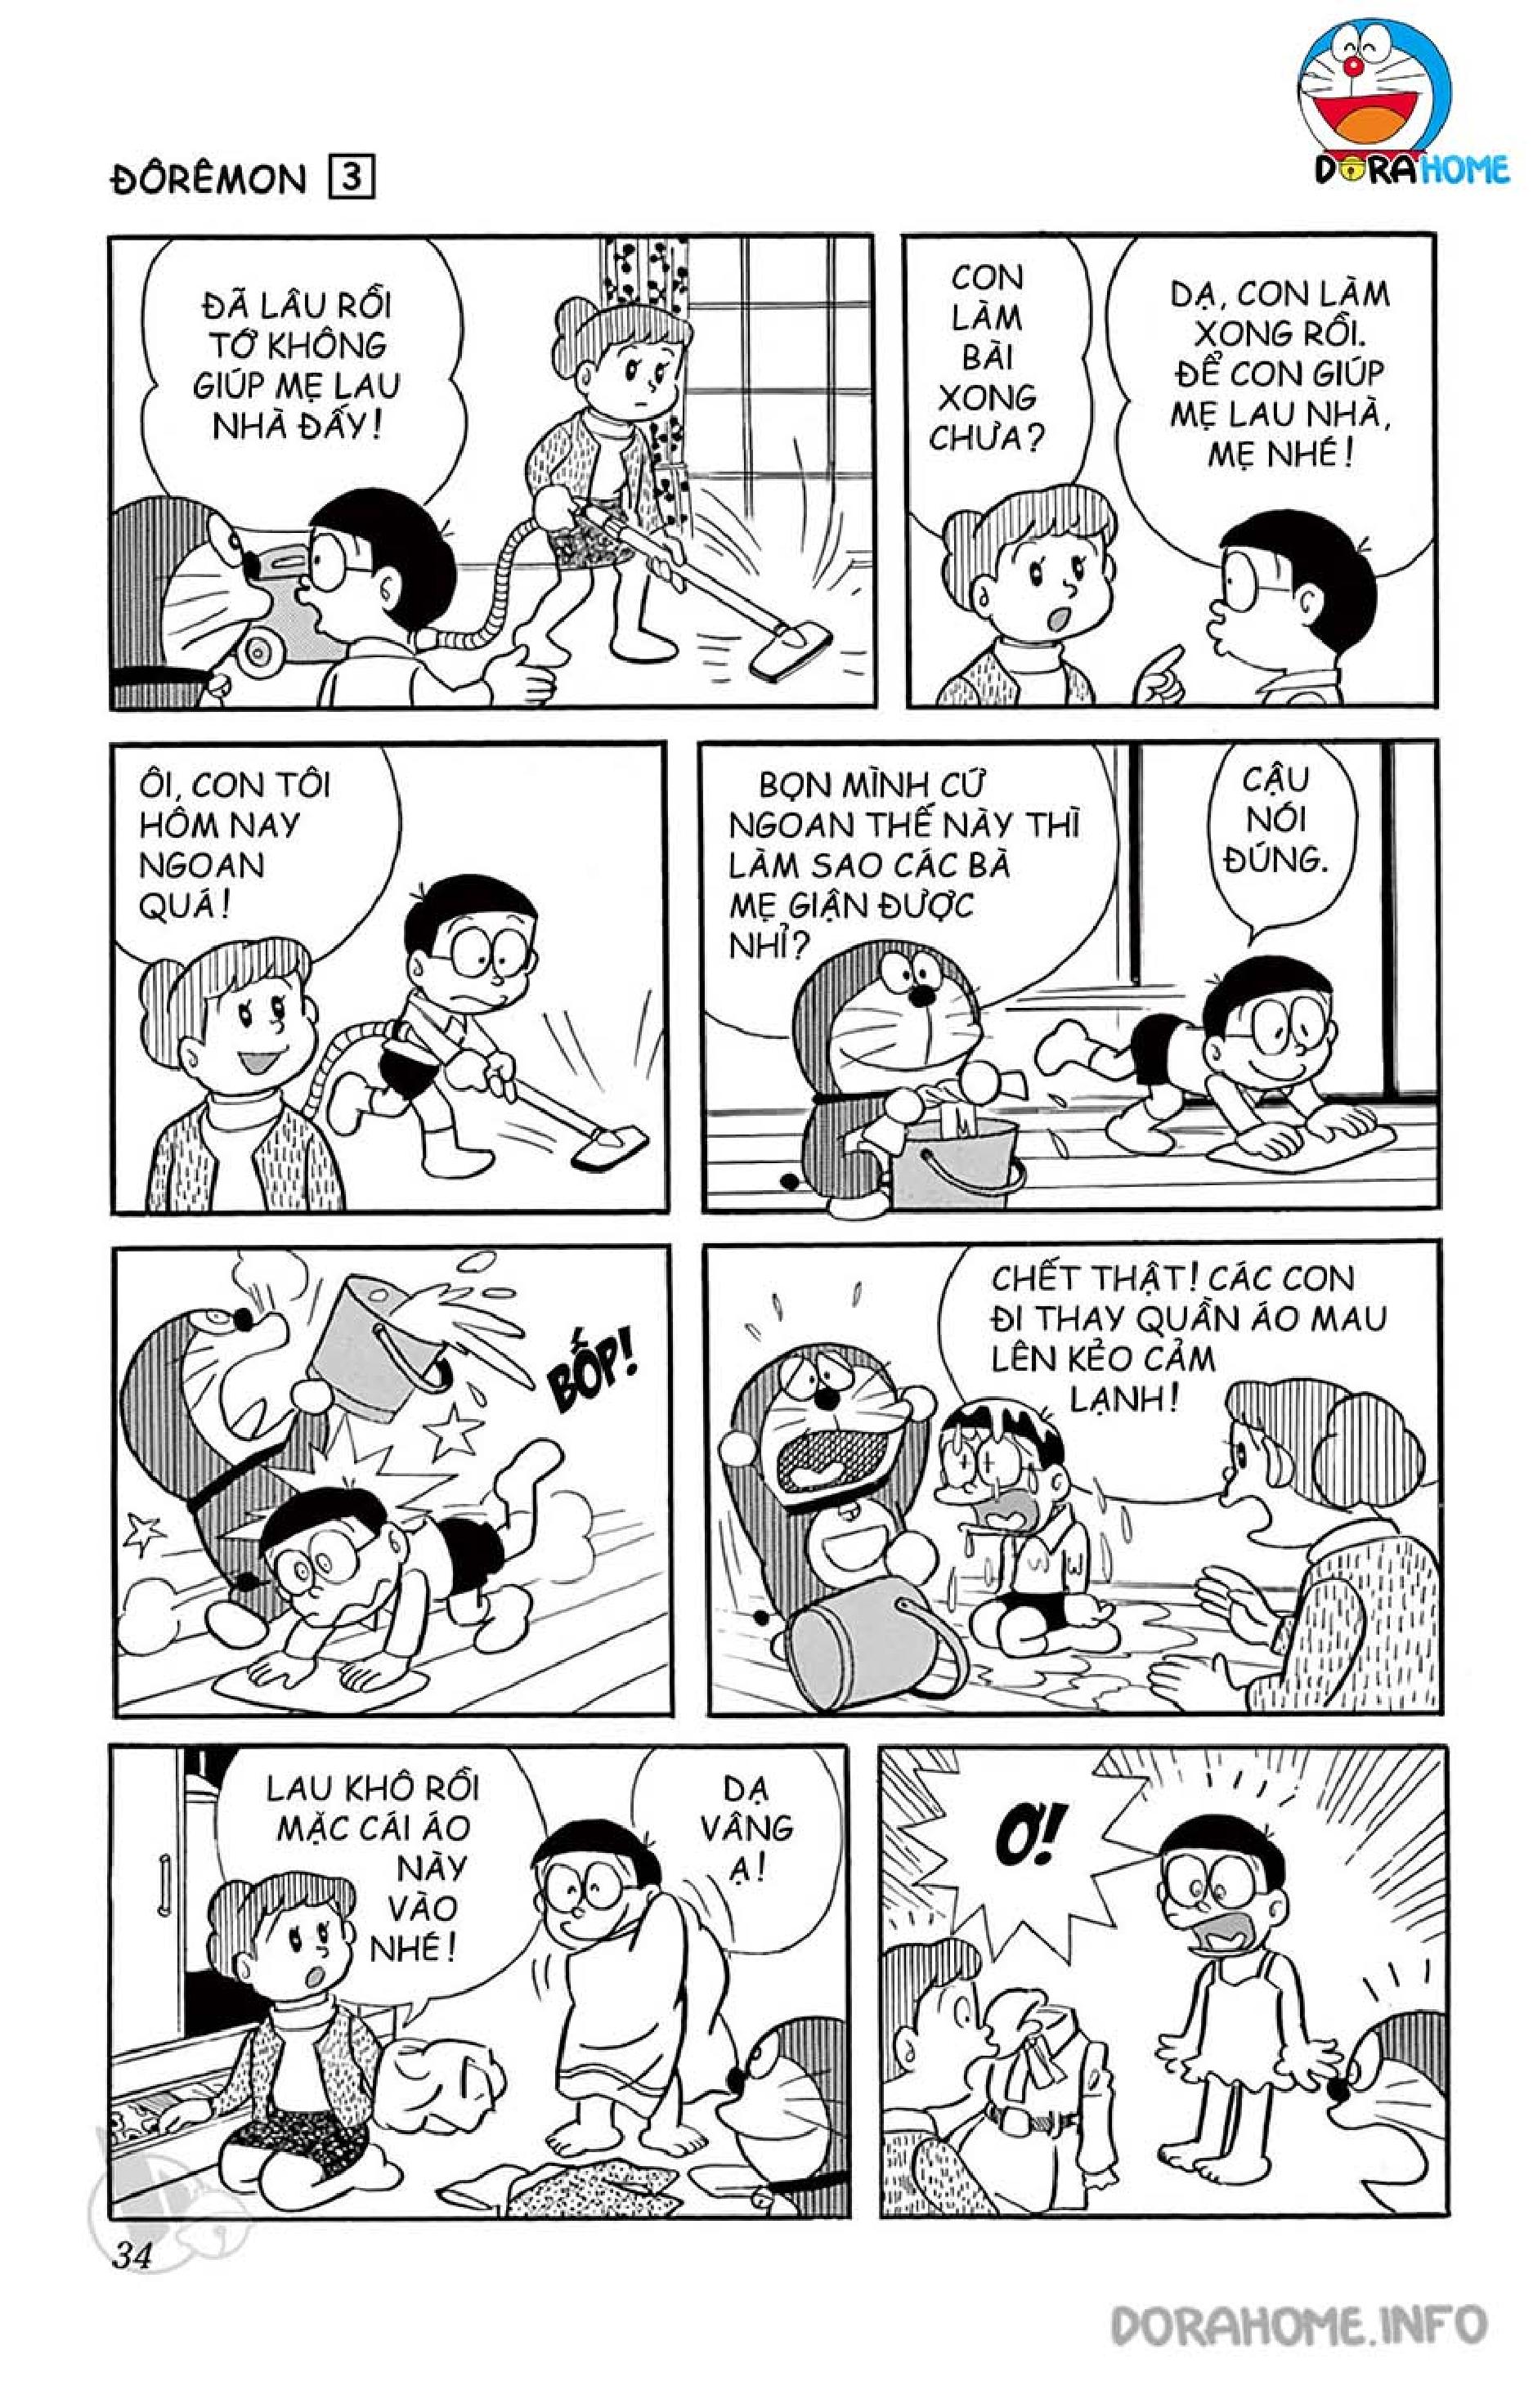 DORAHOME
ĐÔRÊMON 3
ĐÃ LÂU RỒI
TỚ KHÔNG
GIÚP MẸ LAU
NHÀ ĐẤY!
CON
LÀM
BÀI
XONG
CHƯA?
DẠ, CON LÀM
XONG RỒI.
ĐỂ CON GIÚP
MẸ LAU NHÀ,
MẸ NHÉ!
ÔI, CON TÔI
HÔM NAY
NGOAN
QUÁ!
BỌN MÌNH CỨ
NGOAN THẾ NÀY THÌ
LÀM SAO CÁC BÀ
MẸ GIẬN ĐƯỢC
NHỈ?
CẬU
NÓI
ĐÚNG.
BỐP!
CHẾT THẬT! CÁC CON
ĐI THAY QUẦN ÁO MAU
LÊN KẺO CẢM
LẠNH!
LAU KHÔ RỒI
MẶC CÁI ÁO
NÀY
VÀO
NHÉ!
DẠ
VÂNG
Ạ!
Ơ!
34
DORAHOME.INFO